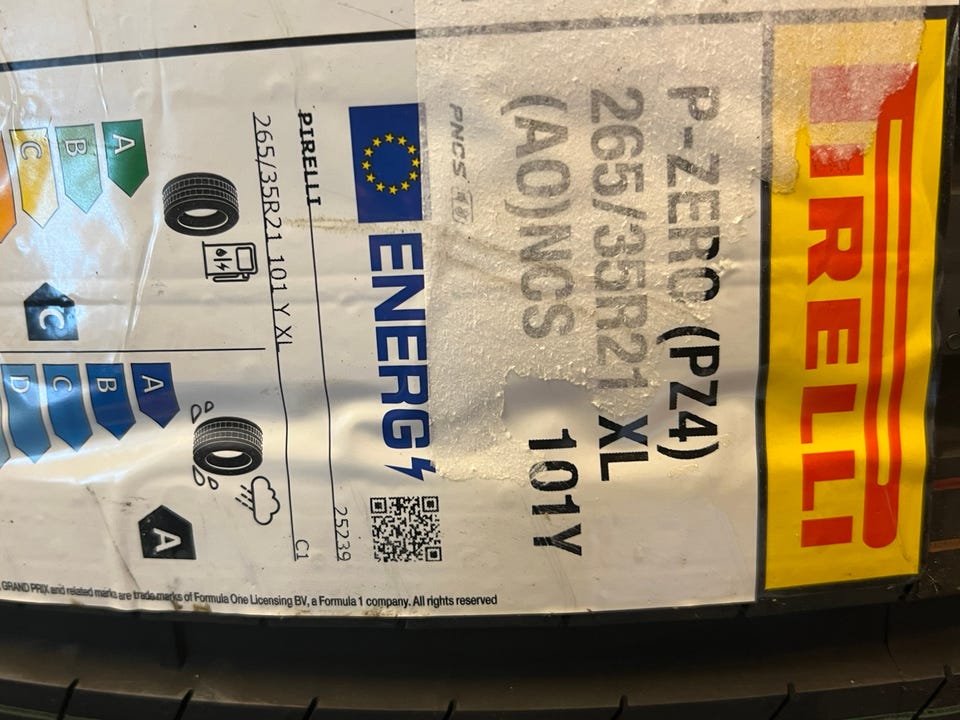 PIRELLI
P-ZERO (PZ4)
265/35R21 XL
(AO)NCS 101Y
PNCS
ENERG
PIRELLI 25239
265/35R21 101 Y XL C1
A A
B B
C C
D
C
A
GRAND PRIX and related marks are trade marks of Formula One Licensing BV, a Formula 1 company. All rights reserved